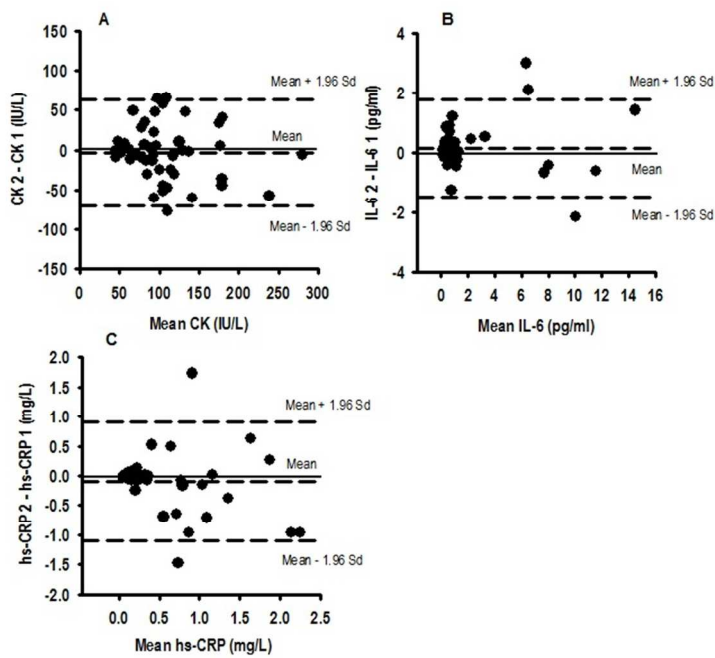 A
CK 2 - CK 1 (IU/L)
150
100
50
0
-50
-100
-150
Mean + 1.96 Sd
Mean
Mean - 1.96 Sd
0 50 100 150 200 250 300
Mean CK (IU/L)
B
IL-6 2 - IL-6 1 (pg/ml)
4
2
0
-2
-4
Mean + 1.96 Sd
Mean
Mean - 1.96 Sd
0 2 4 6 8 10 12 14 16
Mean IL-6 (pg/ml)
C
hs-CRP 2 - hs-CRP 1 (mg/L)
2.0
1.5
1.0
0.5
0.0
-0.5
-1.0
-1.5
-2.0
Mean + 1.96 Sd
Mean
Mean - 1.96 Sd
0.0 0.5 1.0 1.5 2.0 2.5
Mean hs-CRP (mg/L)